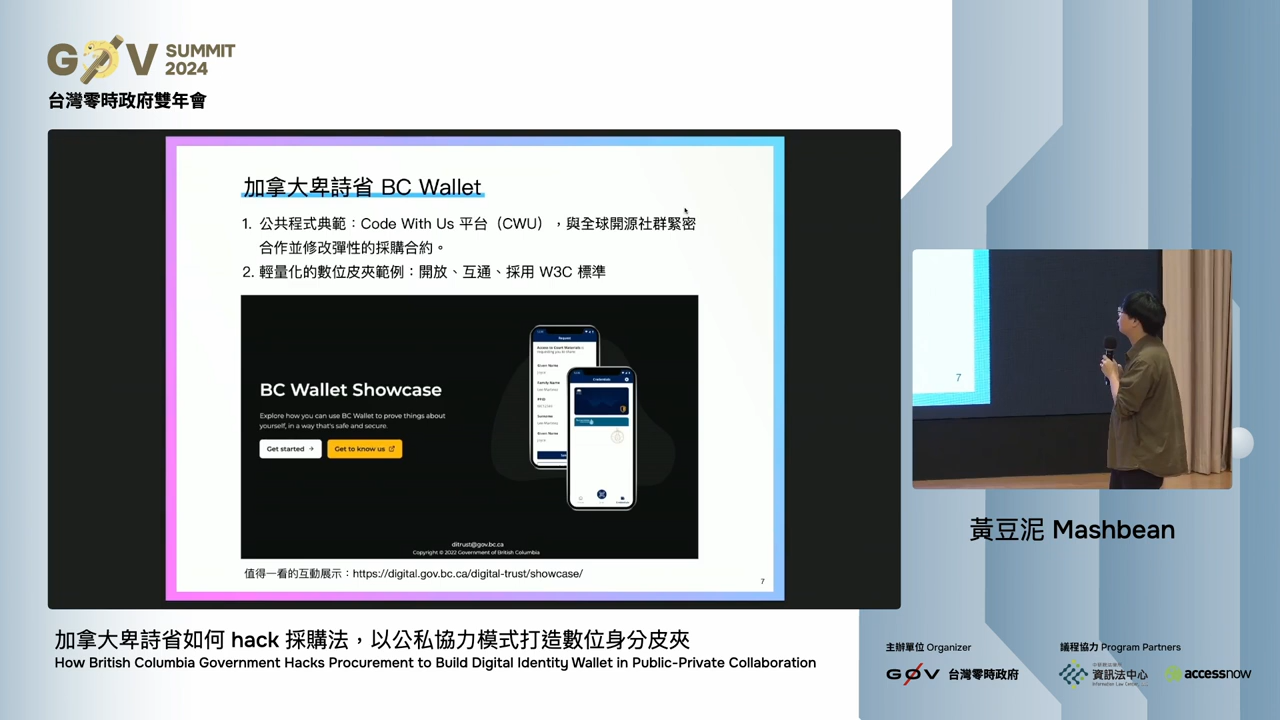 G0V SUMMIT
2024
台灣零時政府雙年會
加拿大卑詩省 BC Wallet
1. 公共程式典範：Code With Us 平台（CWU），與全球開源社群緊密
合作並修改彈性的採購合約。
2. 輕量化的數位皮夾範例：開放、互通、採用 W3C 標準
BC Wallet Showcase
Explore how you can use BC Wallet to prove things about
yourself, in a way that's safe and secure.
Get started →
Get to know us
Request
Credentials
ditrust@gov.bc.ca
Copyright © 2022 Government of British Columbia
值得一看的互動展示：https://digital.gov.bc.ca/digital-trust/showcase/
7
7
黃豆泥 Mashbean
加拿大卑詩省如何 hack 採購法，以公私協力模式打造數位身分皮夾
How British Columbia Government Hacks Procurement to Build Digital Identity Wallet in Public-Private Collaboration
主辦單位 Organizer
G0V 台灣零時政府
議程協力 Program Partners
資訊法中心
Information Law Center
accessnow